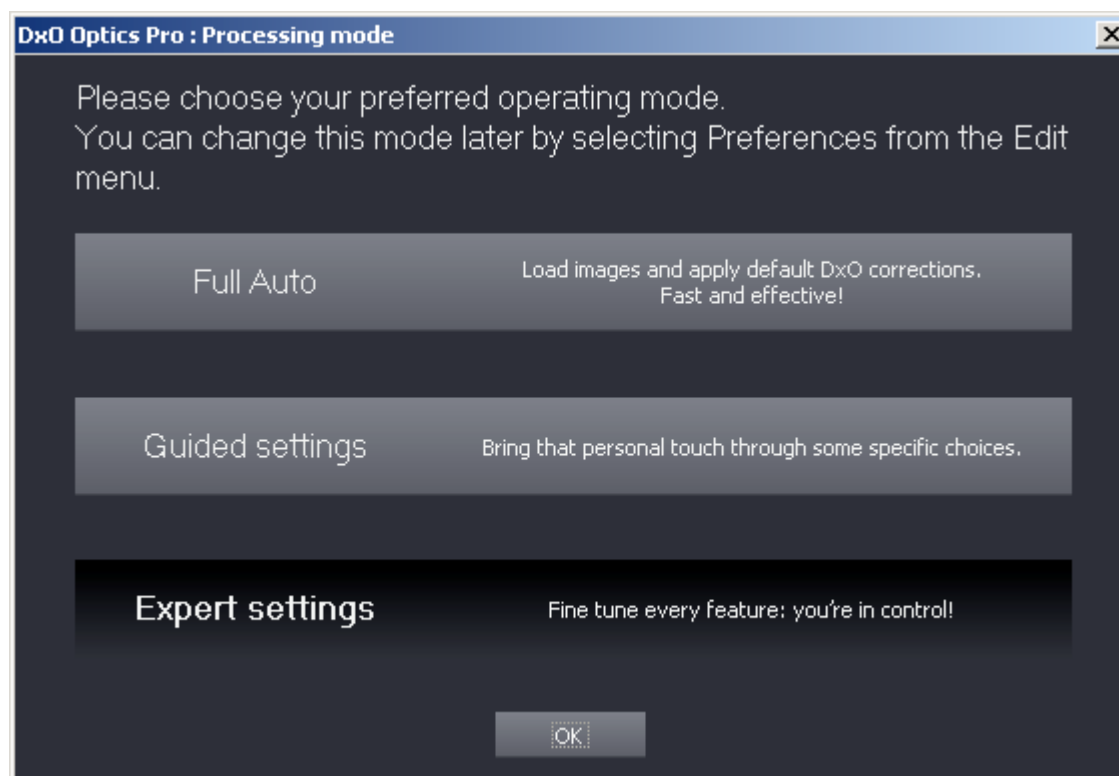 DxO Optics Pro : Processing mode
Please choose your preferred operating mode.
You can change this mode later by selecting Preferences from the Edit
menu.
Full Auto
Load images and apply default DxO corrections.
Fast and effective!
Guided settings
Bring that personal touch through some specific choices.
Expert settings
Fine tune every feature: you're in control!
OK